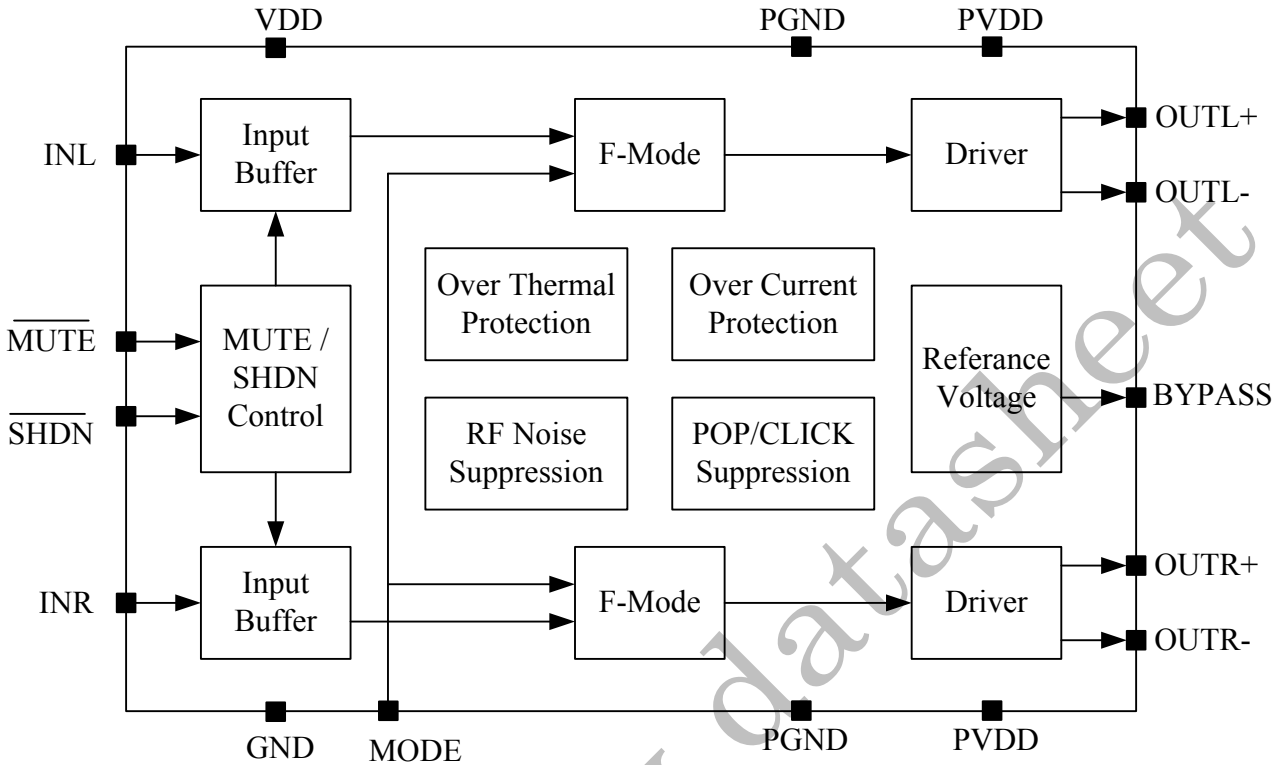 VDD
PGND
PVDD
INL
Input
Buffer
F-Mode
Driver
OUTL+
OUTL-
MUTE
SHDN
MUTE /
SHDN
Control
Over Thermal
Protection
Over Current
Protection
RF Noise
Suppression
POP/CLICK
Suppression
Referance
Voltage
BYPASS
INR
Input
Buffer
F-Mode
Driver
OUTR+
OUTR-
GND
MODE
PGND
PVDD
datasheet